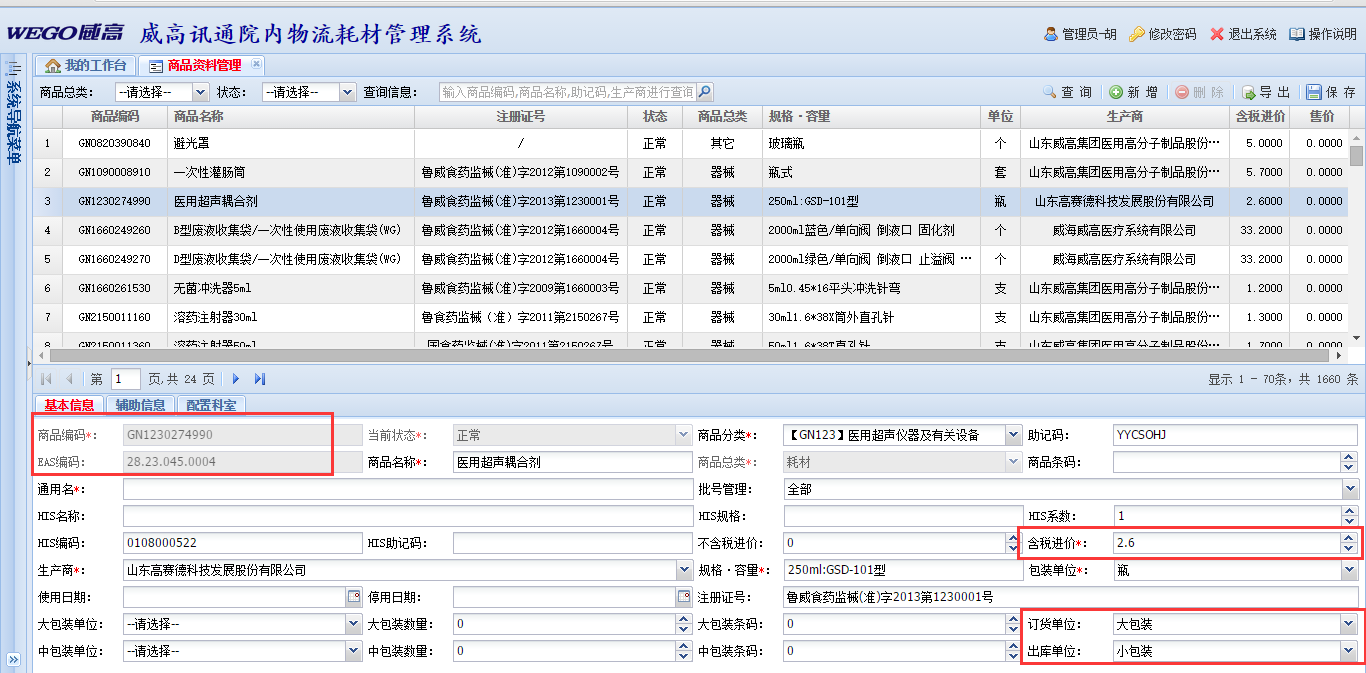 WEGO威高 威高讯通院内物流耗材管理系统 管理员-胡 修改密码 退出系统 操作说明
系统导航菜单
我的工作台 商品资料管理
商品总类: --请选择-- 状态: --请选择-- 查询信息: 输入商品编码,商品名称,助记码,生产商进行查询 查 询 新 增 删 除 导 出 保 存
商品编码 商品名称 注册证号 状态 商品总类 规格·容量 单位 生产商 含税进价 售价
1 GN0820390840 避光罩 / 正常 其它 玻璃瓶 个 山东威高集团医用高分子制品股份… 5.0000 0.0000
2 GN1090008910 一次性灌肠筒 鲁威食药监械(准)字2012第1090002号 正常 器械 瓶式 套 山东威高集团医用高分子制品股份… 5.7000 0.0000
3 GN1230274990 医用超声耦合剂 鲁威食药监械(准)字2013第1230001号 正常 器械 250ml:GSD-101型 瓶 山东高赛德科技发展股份有限公司 2.6000 0.0000
4 GN1660249260 B型废液收集袋/一次性使用废液收集袋(WG) 鲁威食药监械(准)字2012第1660004号 正常 器械 2000ml蓝色/单向阀 倒液口 固化剂 个 威海威高医疗系统有限公司 33.2000 0.0000
5 GN1660249270 D型废液收集袋/一次性使用废液收集袋(WG) 鲁威食药监械(准)字2012第1660004号 正常 器械 2000ml绿色/单向阀 倒液口 止溢阀 … 个 威海威高医疗系统有限公司 33.2000 0.0000
6 GN1660261530 无菌冲洗器5ml 鲁威食药监械(准)字2009第1660003号 正常 器械 5ml0.45*16平头冲洗针弯 支 山东威高集团医用高分子制品股份… 1.2000 0.0000
7 GN2150011160 溶药注射器30ml 鲁食药监械（准）字2011第2150267号 正常 器械 30ml1.6*38X筒外直孔针 支 山东威高集团医用高分子制品股份… 1.3000 0.0000
8 GN2150011360 溶药注射器50ml 国食药监械(准)字2011第2150267号 正常 器械 50ml1.6*38T直孔针 支 山东威高集团医用高分子制品股份… 1.7000 0.0000
第 1 页,共 24 页 显示 1 - 70条，共 1660 条
基本信息 辅助信息 配置科室
商品编码*: GN1230274990 当前状态*: 正常 商品分类*: 【GN123】医用超声仪器及有关设备 助记码: YYCSOHJ
EAS编码: 28.23.045.0004 商品名称*: 医用超声耦合剂 商品总类*: 耗材 商品条码:
通用名*: 批号管理: 全部
HIS名称: HIS规格: HIS系数: 1
HIS编码: 0108000522 HIS助记码: 不含税进价: 0 含税进价*: 2.6
生产商*: 山东高赛德科技发展股份有限公司 规格·容量*: 250ml:GSD-101型 包装单位*: 瓶
使用日期: 停用日期: 注册证号: 鲁威食药监械(准)字2013第1230001号
大包装单位: --请选择-- 大包装数量: 0 大包装条码: 0 订货单位: 大包装
中包装单位: --请选择-- 中包装数量: 0 中包装条码: 0 出库单位: 小包装